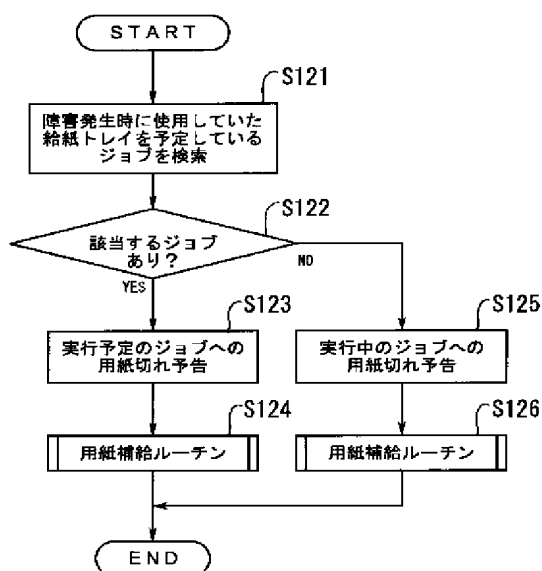 START
S121
障害発生時に使用していた
給紙トレイを予定している
ジョブを検索
S122
該当するジョブ
あり?
NO
YES
S123
実行予定のジョブへの
用紙切れ予告
S125
実行中のジョブへの
用紙切れ予告
S124
用紙補給ルーチン
S126
用紙補給ルーチン
END